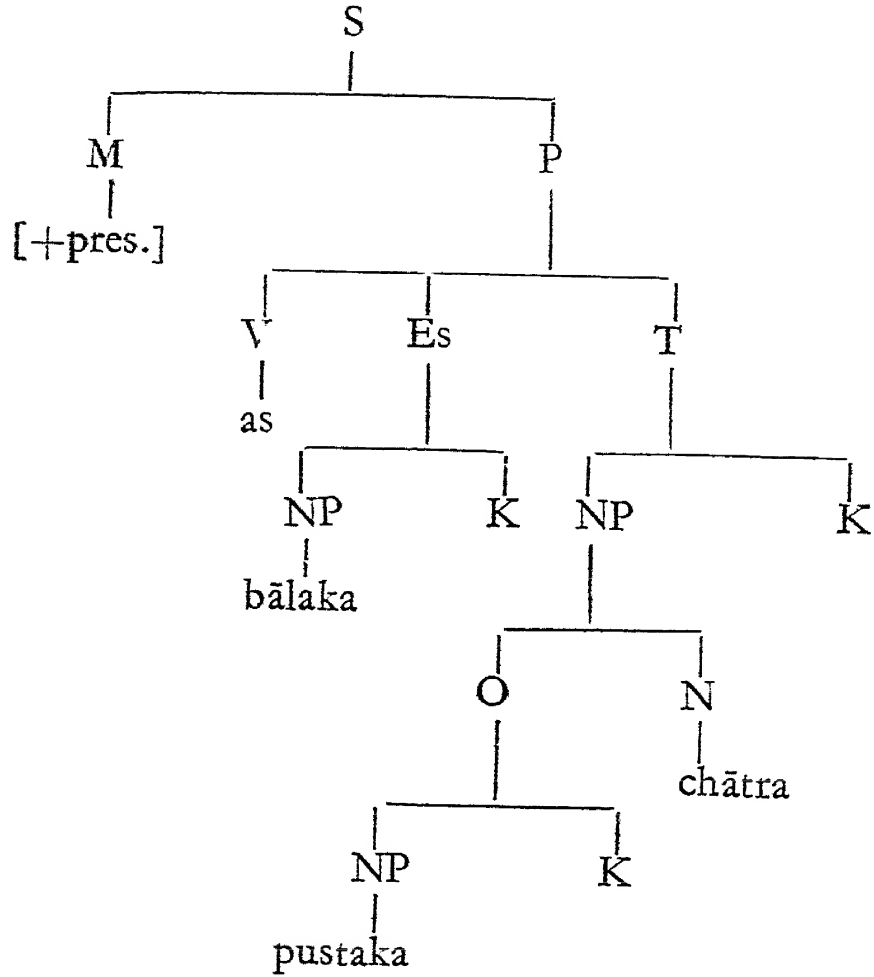 S
M P
[+pres.]
V Es T
as
NP K NP K
bālaka
O N
chātra
NP K
pustaka